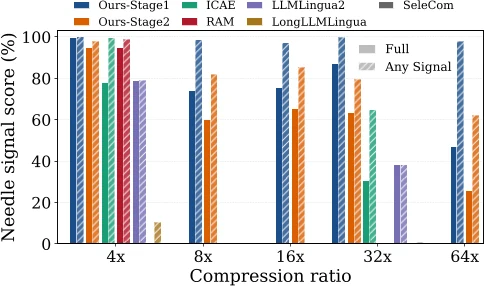 Ours-Stage1 ICAE LLMLingua2 SeleCom
Ours-Stage2 RAM LongLLMLingua
Full
Any Signal
Needle signal score (%)
100
80
60
40
20
0
4x 8x 16x 32x 64x
Compression ratio